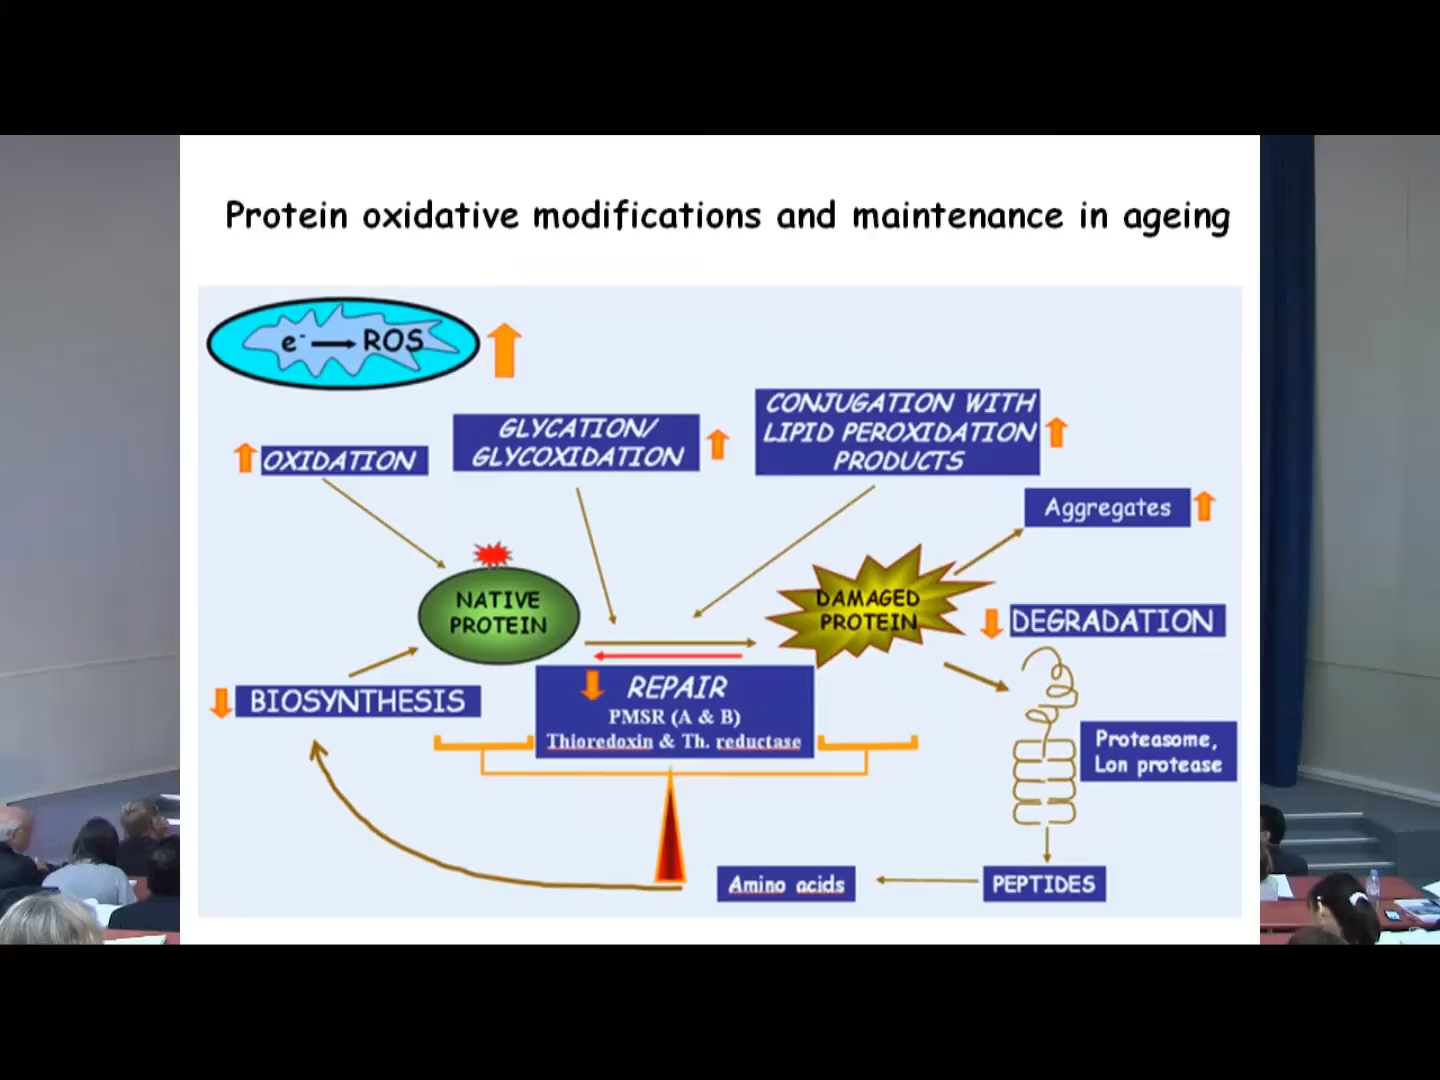 Protein oxidative modifications and maintenance in ageing
e⁻ → ROS
OXIDATION
GLYCATION/
GLYCOXIDATION
CONJUGATION WITH
LIPID PEROXIDATION
PRODUCTS
Aggregates
NATIVE
PROTEIN
DAMAGED
PROTEIN
DEGRADATION
BIOSYNTHESIS
REPAIR
PMSR (A & B)
Thioredoxin & Th. reductase
Proteasome,
Lon protease
Amino acids
PEPTIDES